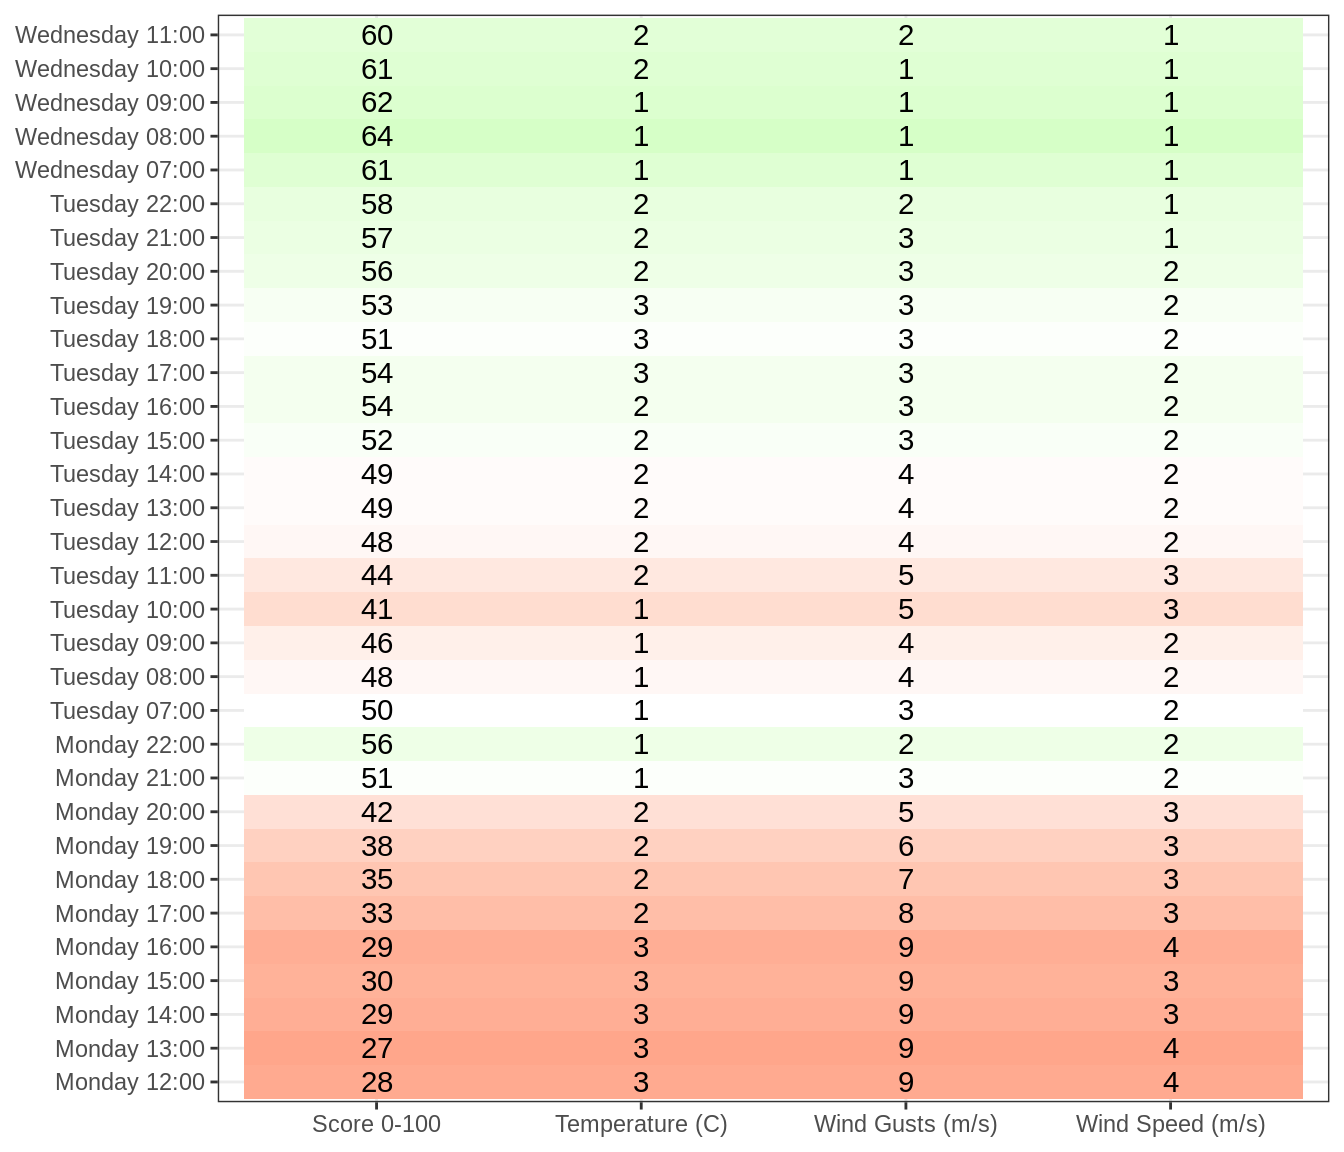 Wednesday 11:00 60 2 2 1
Wednesday 10:00 61 2 1 1
Wednesday 09:00 62 1 1 1
Wednesday 08:00 64 1 1 1
Wednesday 07:00 61 1 1 1
Tuesday 22:00 58 2 2 1
Tuesday 21:00 57 2 3 1
Tuesday 20:00 56 2 3 2
Tuesday 19:00 53 3 3 2
Tuesday 18:00 51 3 3 2
Tuesday 17:00 54 3 3 2
Tuesday 16:00 54 2 3 2
Tuesday 15:00 52 2 3 2
Tuesday 14:00 49 2 4 2
Tuesday 13:00 49 2 4 2
Tuesday 12:00 48 2 4 2
Tuesday 11:00 44 2 5 3
Tuesday 10:00 41 1 5 3
Tuesday 09:00 46 1 4 2
Tuesday 08:00 48 1 4 2
Tuesday 07:00 50 1 3 2
Monday 22:00 56 1 2 2
Monday 21:00 51 1 3 2
Monday 20:00 42 2 5 3
Monday 19:00 38 2 6 3
Monday 18:00 35 2 7 3
Monday 17:00 33 2 8 3
Monday 16:00 29 3 9 4
Monday 15:00 30 3 9 3
Monday 14:00 29 3 9 3
Monday 13:00 27 3 9 4
Monday 12:00 28 3 9 4
Score 0-100 Temperature (C) Wind Gusts (m/s) Wind Speed (m/s)